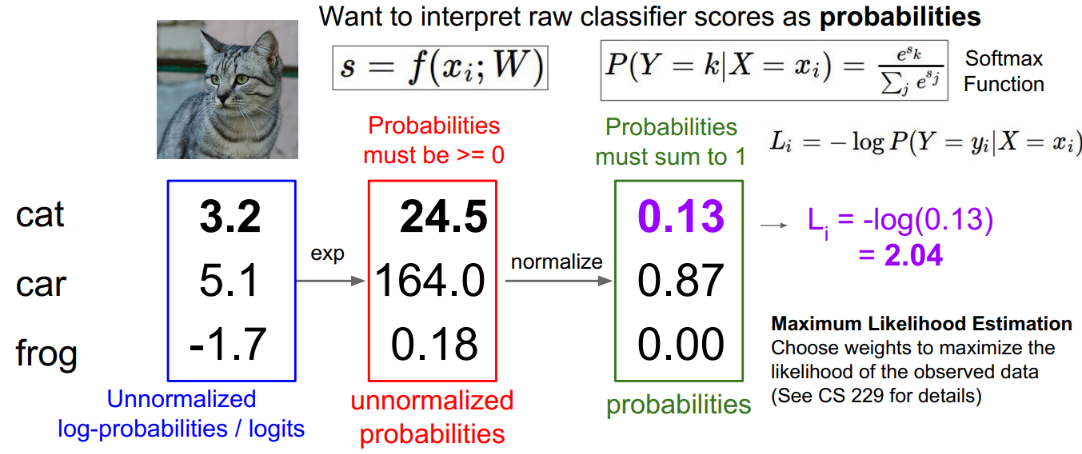 Want to interpret raw classifier scores as probabilities
s = f(x_i; W)
P(Y = k|X = x_i) = \frac{e^{s_k}}{\sum_j e^{s_j}}
Softmax
Function
Probabilities
must be >= 0
Probabilities
must sum to 1
L_i = − log P(Y = y_i|X = x_i)
cat 3.2 24.5 0.13
L_i = -log(0.13)
= 2.04
exp
normalize
car 5.1 164.0 0.87
frog -1.7 0.18 0.00
Maximum Likelihood Estimation
Choose weights to maximize the
likelihood of the observed data
(See CS 229 for details)
Unnormalized
log-probabilities / logits
unnormalized
probabilities
probabilities